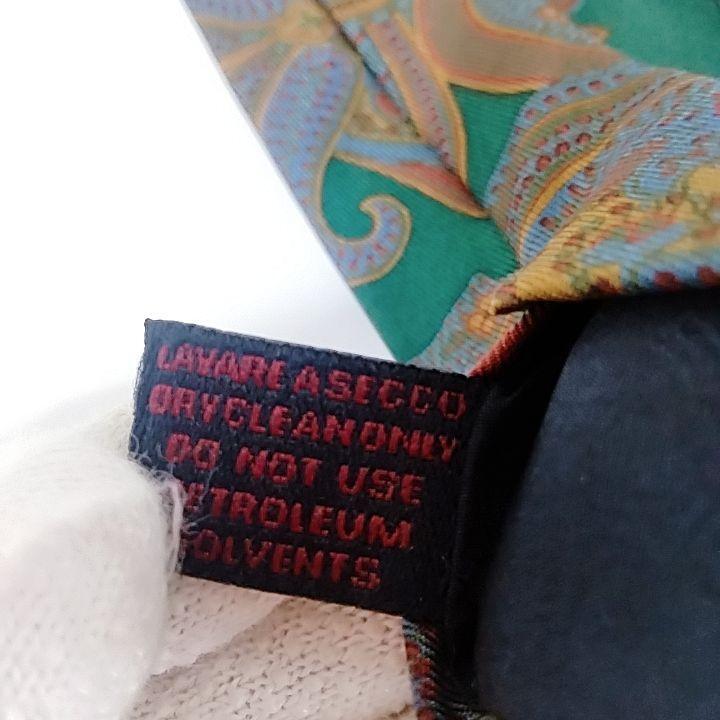 LAVARE A SECCO
DRYCLEAN ONLY
DO NOT USE
PETROLEUM
SOLVENTS